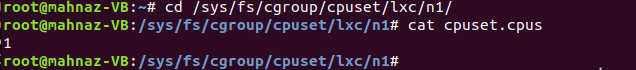 root@mahnaz-VB:~# cd /sys/fs/cgroup/cpuset/lxc/n1/
root@mahnaz-VB:/sys/fs/cgroup/cpuset/lxc/n1# cat cpuset.cpus
1
root@mahnaz-VB:/sys/fs/cgroup/cpuset/lxc/n1#